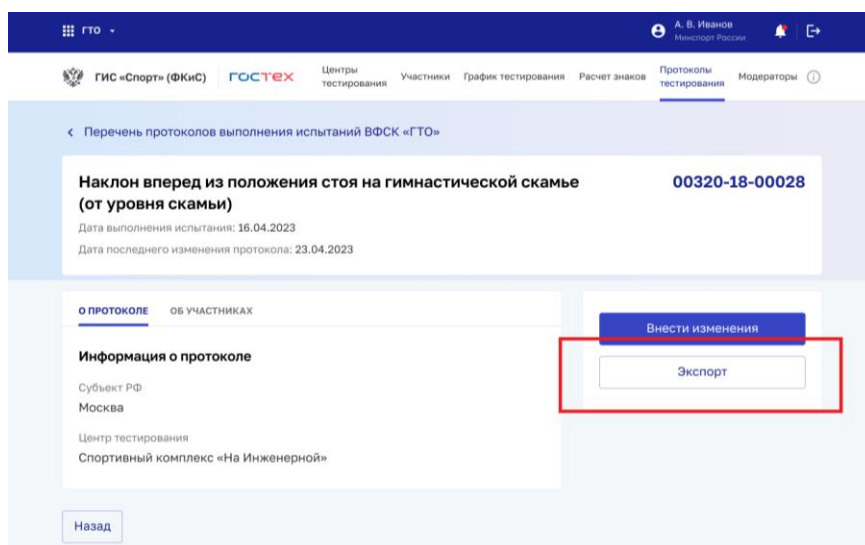 ГТО
А. В. Иванов
Минспорт России
ГИС «Спорт» (ФКиС)
ГОСТЕХ
Центры
тестирования
Участники
График тестирования
Расчет знаков
Протоколы
тестирования
Модераторы
Перечень протоколов выполнения испытаний ВФСК «ГТО»
Наклон вперед из положения стоя на гимнастической скамье
(от уровня скамьи)
00320-18-00028
Дата выполнения испытания: 16.04.2023
Дата последнего изменения протокола: 23.04.2023
О ПРОТОКОЛЕ
ОБ УЧАСТНИКАХ
Внести изменения
Информация о протоколе
Экспорт
Субъект РФ
Москва
Центр тестирования
Спортивный комплекс «На Инженерной»
Назад